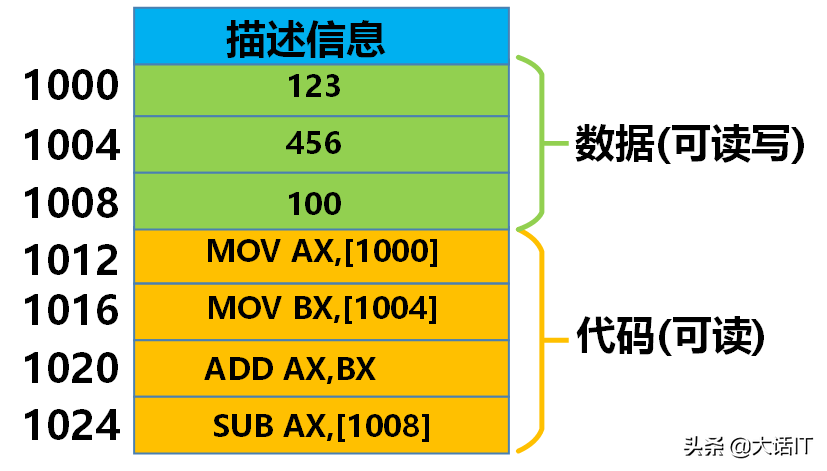 描述信息
1000 123
1004 456
1008 100
数据(可读写)
1012 MOV AX,[1000]
1016 MOV BX,[1004]
1020 ADD AX,BX
1024 SUB AX,[1008]
代码(可读)
头条 @大话IT